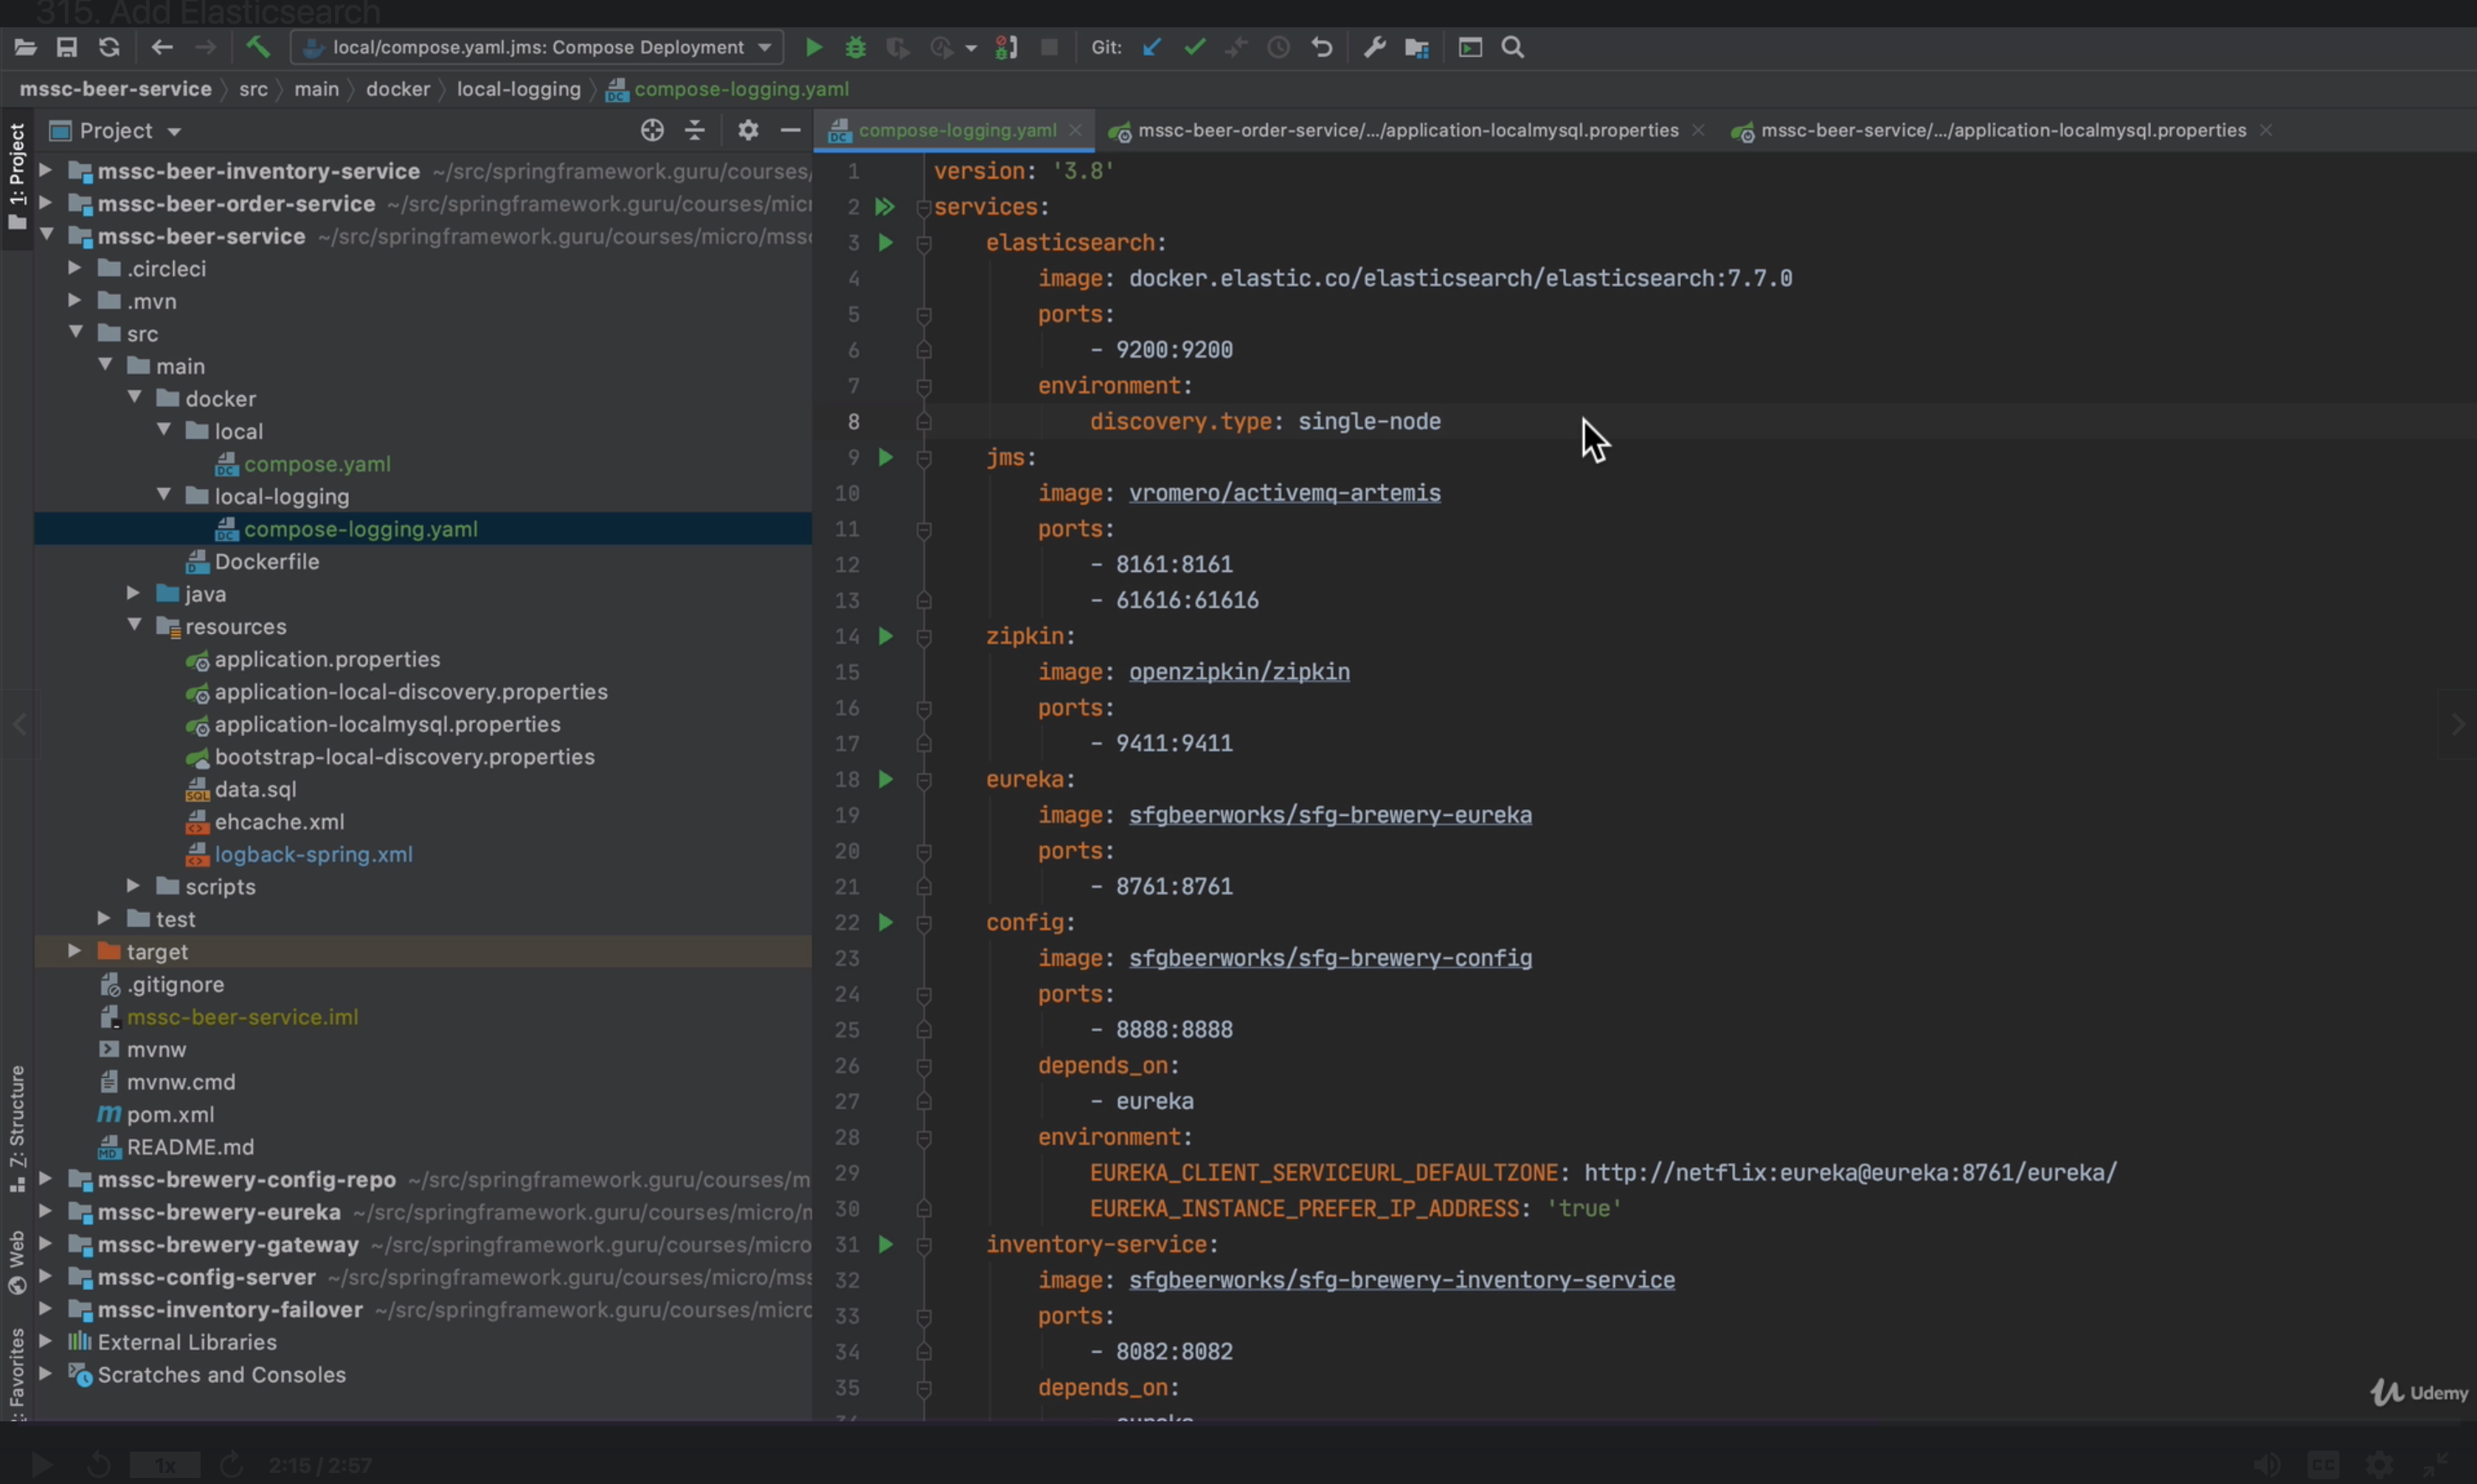 315. Add Elasticsearch
local/compose.yaml.jms: Compose Deployment
Git:
mssc-beer-service
src
main
docker
local-logging
compose-logging.yaml
1: Project
Project
mssc-beer-inventory-service ~/src/springframework.guru/courses/
mssc-beer-order-service ~/src/springframework.guru/courses/micr
mssc-beer-service ~/src/springframework.guru/courses/micro/mssc
.circleci
.mvn
src
main
docker
local
compose.yaml
local-logging
compose-logging.yaml
Dockerfile
java
resources
application.properties
application-local-discovery.properties
application-localmysql.properties
bootstrap-local-discovery.properties
data.sql
ehcache.xml
logback-spring.xml
scripts
test
target
.gitignore
mssc-beer-service.iml
mvnw
mvnw.cmd
pom.xml
README.md
mssc-brewery-config-repo ~/src/springframework.guru/courses/m
mssc-brewery-eureka ~/src/springframework.guru/courses/micro/m
mssc-brewery-gateway ~/src/springframework.guru/courses/micro
mssc-config-server ~/src/springframework.guru/courses/micro/mss
mssc-inventory-failover ~/src/springframework.guru/courses/micro
External Libraries
Scratches and Consoles
Z: Structure
Web
Favorites
compose-logging.yaml
mssc-beer-order-service/.../application-localmysql.properties
mssc-beer-service/.../application-localmysql.properties
1 version: '3.8'
2 services:
3 elasticsearch:
4 image: docker.elastic.co/elasticsearch/elasticsearch:7.7.0
5 ports:
6 - 9200:9200
7 environment:
8 discovery.type: single-node
9 jms:
10 image: vromero/activemq-artemis
11 ports:
12 - 8161:8161
13 - 61616:61616
14 zipkin:
15 image: openzipkin/zipkin
16 ports:
17 - 9411:9411
18 eureka:
19 image: sfgbeerworks/sfg-brewery-eureka
20 ports:
21 - 8761:8761
22 config:
23 image: sfgbeerworks/sfg-brewery-config
24 ports:
25 - 8888:8888
26 depends_on:
27 - eureka
28 environment:
29 EUREKA_CLIENT_SERVICEURL_DEFAULTZONE: http://netflix:eureka@eureka:8761/eureka/
30 EUREKA_INSTANCE_PREFER_IP_ADDRESS: 'true'
31 inventory-service:
32 image: sfgbeerworks/sfg-brewery-inventory-service
33 ports:
34 - 8082:8082
35 depends_on:
Udemy
1x
2:15 / 2:57
CC